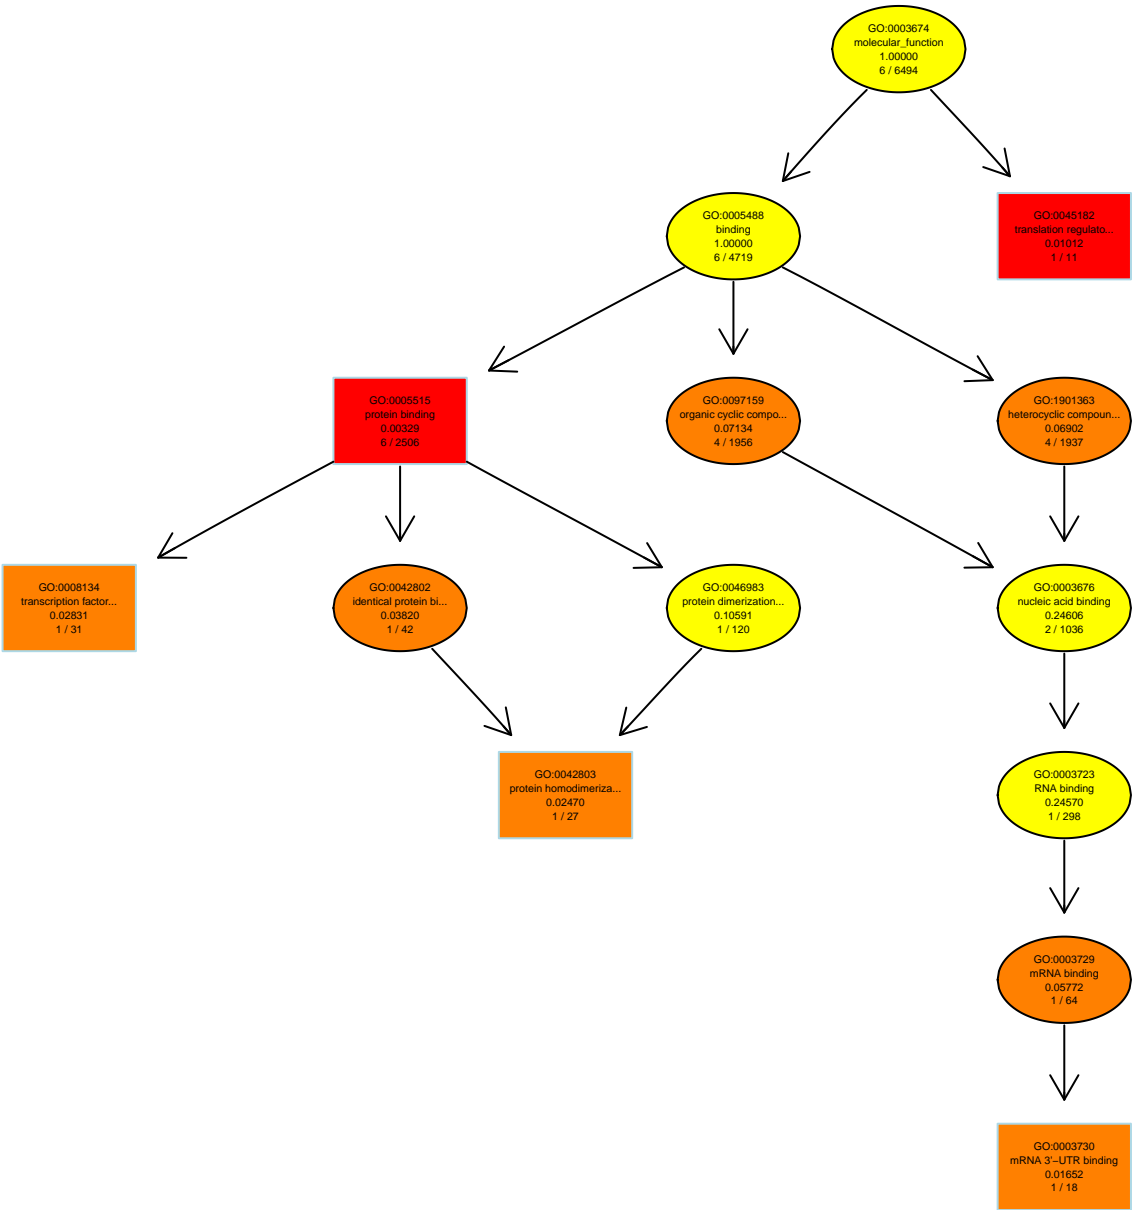 GO:0003674
molecular_function
1.00000
6 / 6494
GO:0005488
binding
1.00000
6 / 4719
GO:0045182
translation regulato...
0.01012
1 / 11
GO:0005515
protein binding
0.00329
6 / 2506
GO:0097159
organic cyclic compo...
0.07134
4 / 1956
GO:1901363
heterocyclic compoun...
0.06902
4 / 1937
GO:0008134
transcription factor...
0.02831
1 / 31
GO:0042802
identical protein bi...
0.03820
1 / 42
GO:0046983
protein dimerization...
0.10591
1 / 120
GO:0003676
nucleic acid binding
0.24606
2 / 1036
GO:0042803
protein homodimeriza...
0.02470
1 / 27
GO:0003723
RNA binding
0.24570
1 / 298
GO:0003729
mRNA binding
0.05772
1 / 64
GO:0003730
mRNA 3'−UTR binding
0.01652
1 / 18